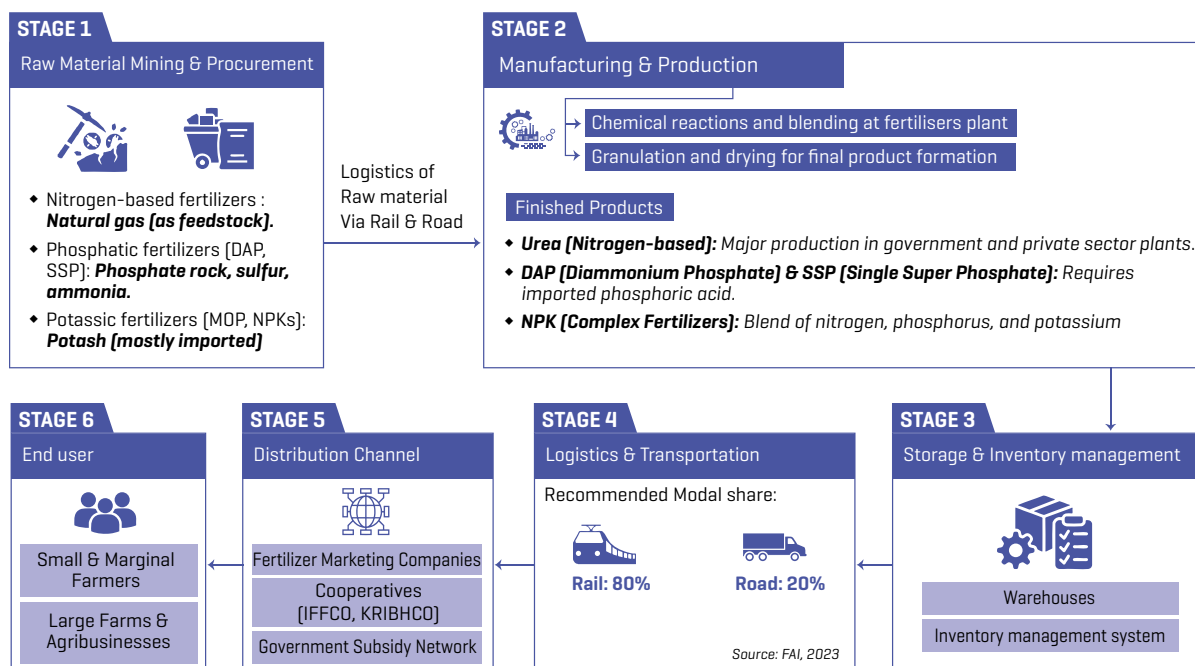 STAGE 1
Raw Material Mining & Procurement
◆ Nitrogen-based fertilizers :
Natural gas (as feedstock).
◆ Phosphatic fertilizers (DAP,
SSP): Phosphate rock, sulfur,
ammonia.
◆ Potassic fertilizers (MOP, NPKs):
Potash (mostly imported)
Logistics of
Raw material
Via Rail & Road
STAGE 2
Manufacturing & Production
Chemical reactions and blending at fertilisers plant
Granulation and drying for final product formation
Finished Products
◆ Urea (Nitrogen-based): Major production in government and private sector plants.
◆ DAP (Diammonium Phosphate) & SSP (Single Super Phosphate): Requires
imported phosphoric acid.
◆ NPK (Complex Fertilizers): Blend of nitrogen, phosphorus, and potassium
STAGE 3
Storage & Inventory management
Warehouses
Inventory management system
STAGE 4
Logistics & Transportation
Recommended Modal share:
Rail: 80%
Road: 20%
Source: FAI, 2023
STAGE 5
Distribution Channel
Fertilizer Marketing Companies
Cooperatives
(IFFCO, KRIBHCO)
Government Subsidy Network
STAGE 6
End user
Small & Marginal
Farmers
Large Farms &
Agribusinesses